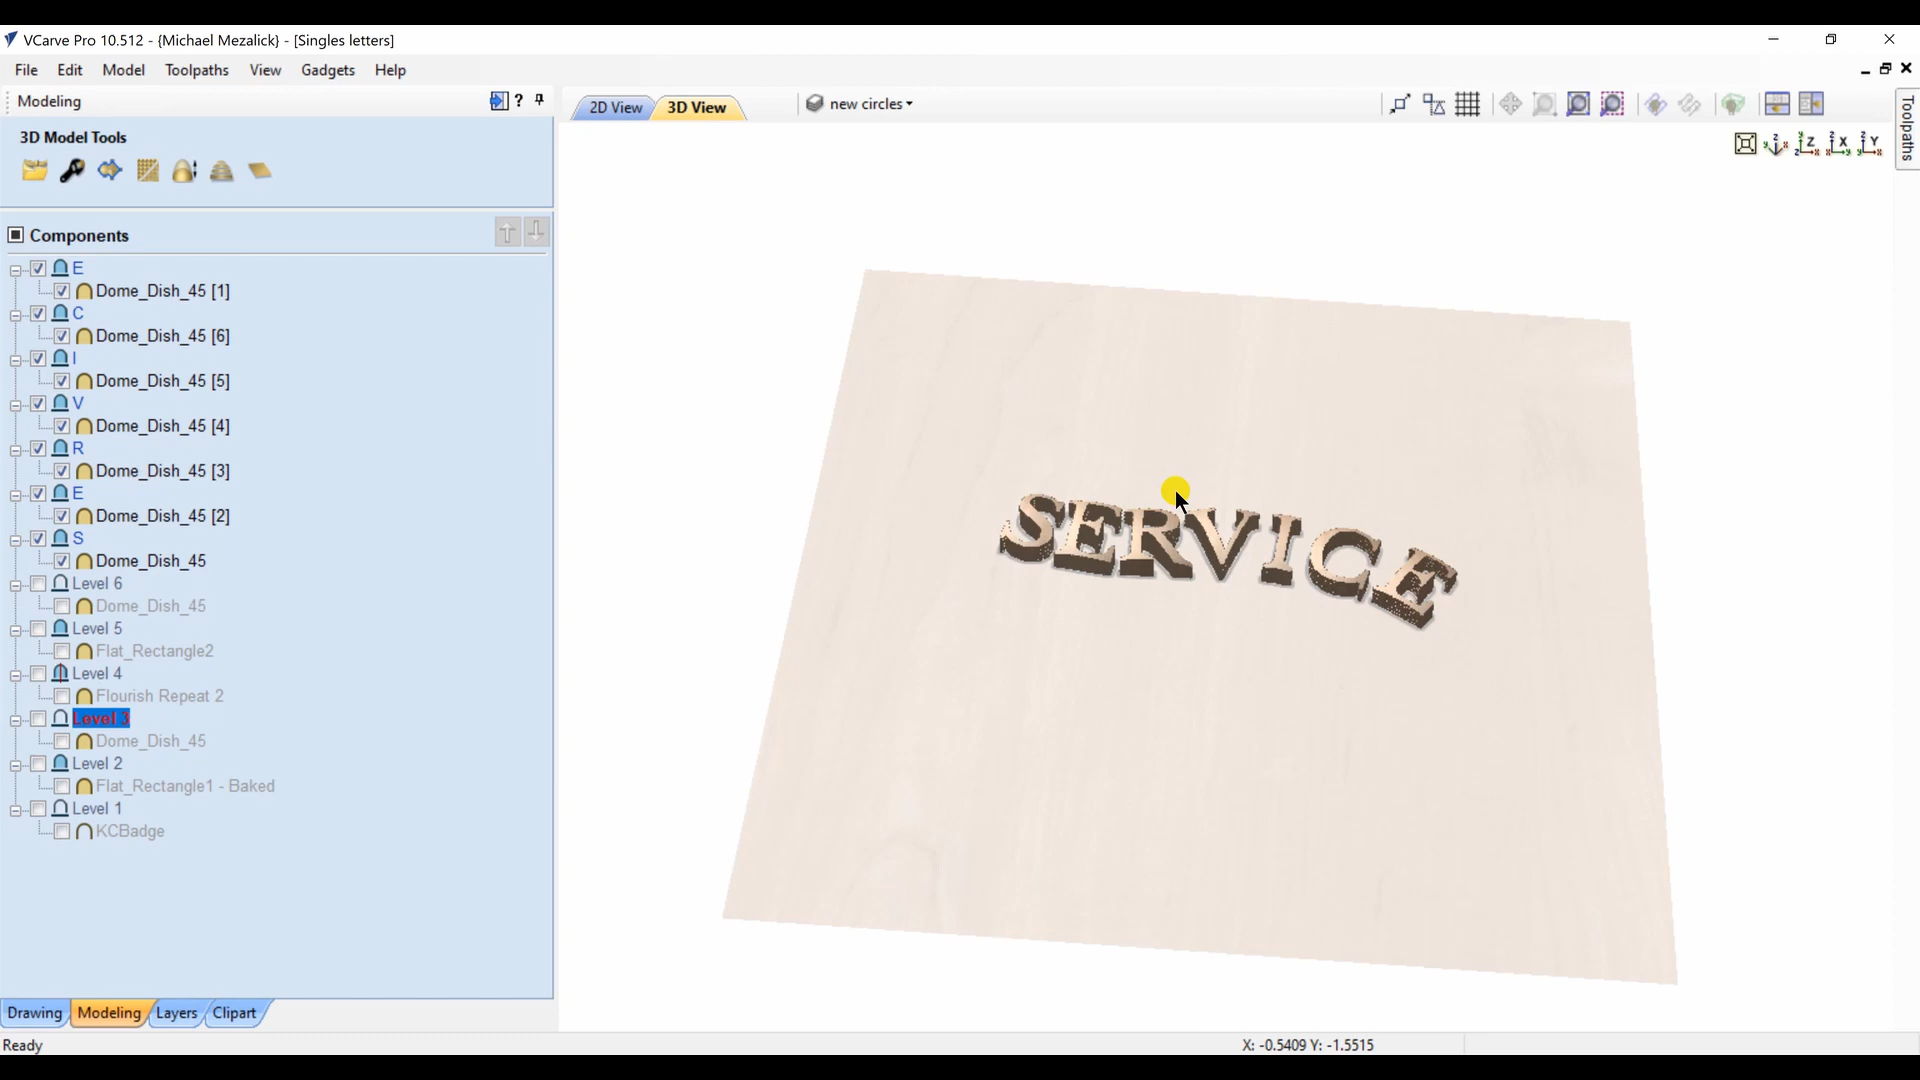 VCarve Pro 10.512 - {Michael Mezalick} - [Singles letters]
File Edit Model Toolpaths View Gadgets Help
Modeling ?
2D View 3D View new circles
Toolpaths
3D Model Tools
Components
E
Dome_Dish_45 [1]
C
Dome_Dish_45 [6]
I
Dome_Dish_45 [5]
V
Dome_Dish_45 [4]
R
Dome_Dish_45 [3]
E
Dome_Dish_45 [2]
S
Dome_Dish_45
Level 6
Dome_Dish_45
Level 5
Flat_Rectangle2
Level 4
Flourish Repeat 2
Level 3
Dome_Dish_45
Level 2
Flat_Rectangle1 - Baked
Level 1
KCBadge
SERVICE
Drawing Modeling Layers Clipart
Ready
X: -0.5409 Y: -1.5515